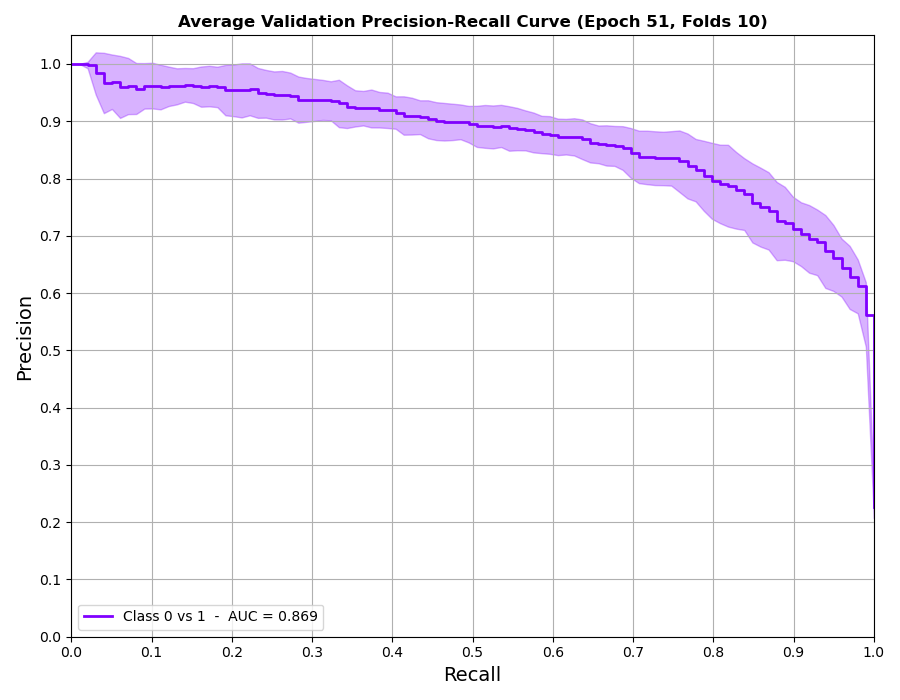 Average Validation Precision-Recall Curve (Epoch 51, Folds 10)
1.0
0.9
0.8
0.7
0.6
0.5
0.4
0.3
0.2
0.1
0.0
Precision
Class 0 vs 1 - AUC = 0.869
0.0 0.1 0.2 0.3 0.4 0.5 0.6 0.7 0.8 0.9 1.0
Recall